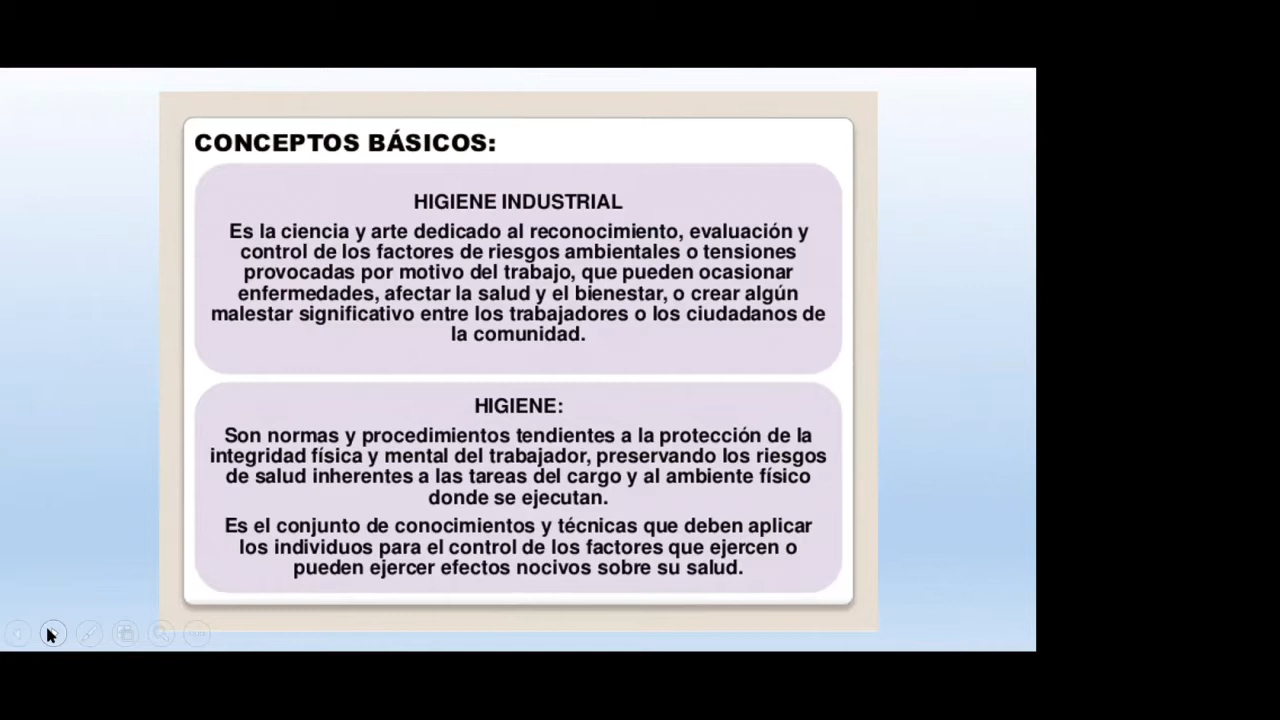 CONCEPTOS BÁSICOS:
HIGIENE INDUSTRIAL
Es la ciencia y arte dedicado al reconocimiento, evaluación y
control de los factores de riesgos ambientales o tensiones
provocadas por motivo del trabajo, que pueden ocasionar
enfermedades, afectar la salud y el bienestar, o crear algún
malestar significativo entre los trabajadores o los ciudadanos de
la comunidad.
HIGIENE:
Son normas y procedimientos tendientes a la protección de la
integridad física y mental del trabajador, preservando los riesgos
de salud inherentes a las tareas del cargo y al ambiente físico
donde se ejecutan.
Es el conjunto de conocimientos y técnicas que deben aplicar
los individuos para el control de los factores que ejercen o
pueden ejercer efectos nocivos sobre su salud.